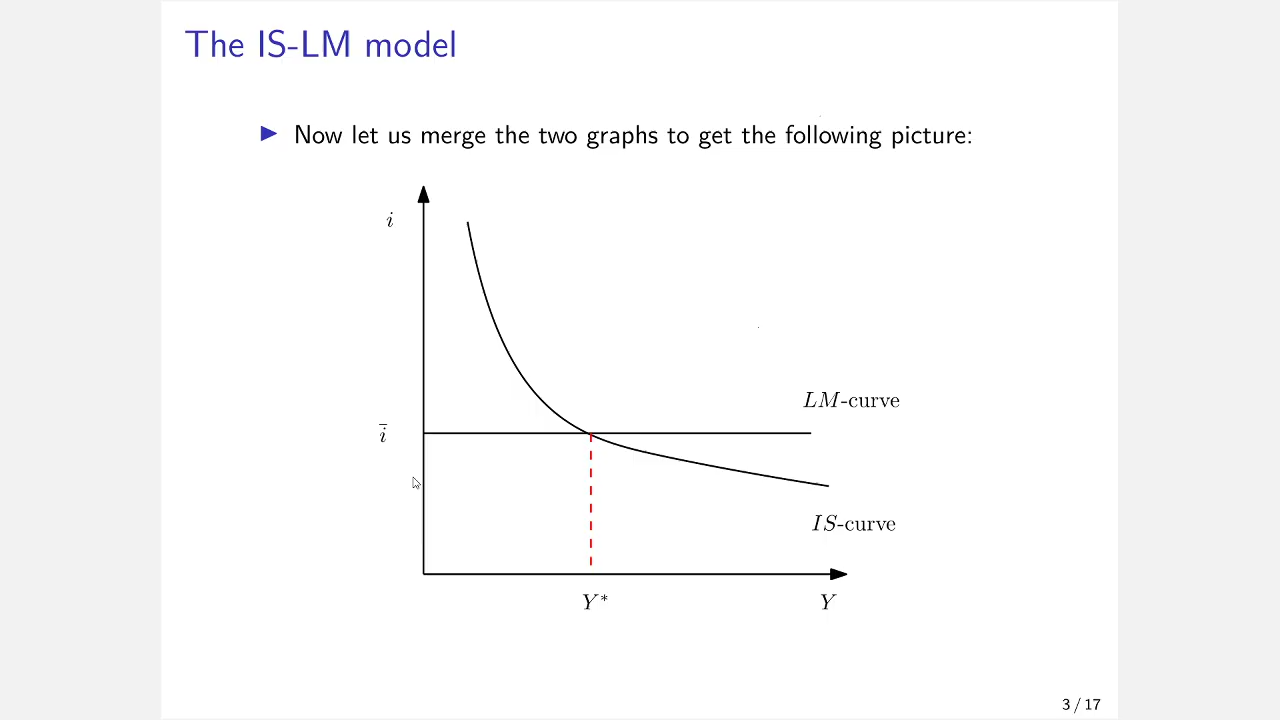 The IS-LM model
▶ Now let us merge the two graphs to get the following picture:
i
LM-curve
i̅
IS-curve
Y* Y
3 / 17